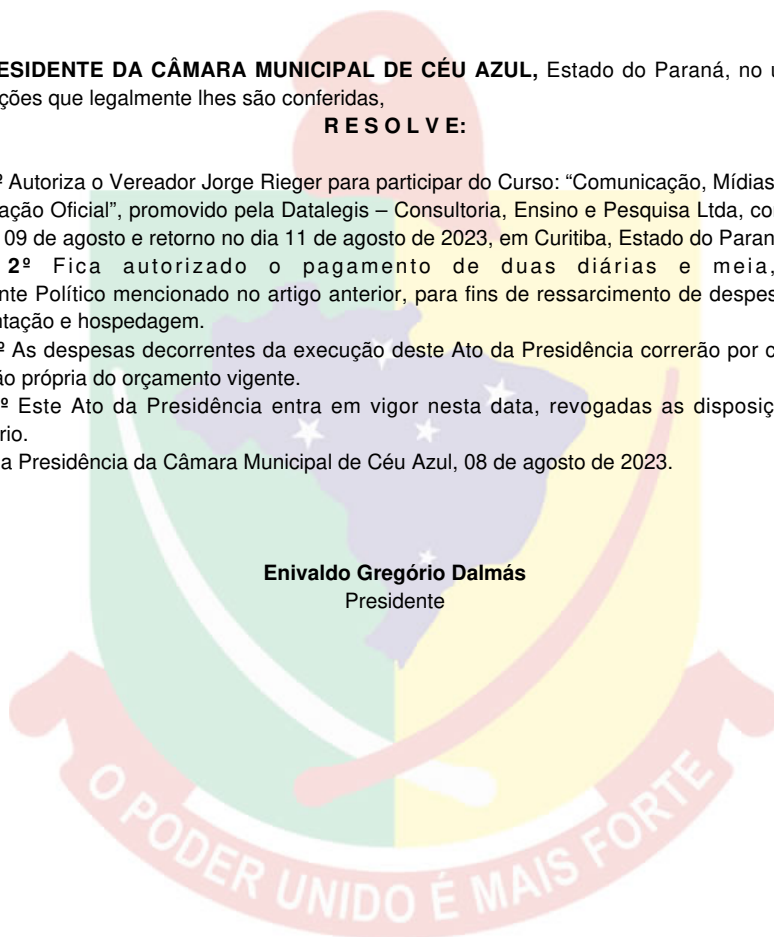 ESIDENTE DA CÂMARA MUNICIPAL DE CÉU AZUL, Estado do Paraná, no u
ções que legalmente lhes são conferidas,
R E S O L V E:
º Autoriza o Vereador Jorge Rieger para participar do Curso: “Comunicação, Mídias
ação Oficial”, promovido pela Datalegis – Consultoria, Ensino e Pesquisa Ltda, co
09 de agosto e retorno no dia 11 de agosto de 2023, em Curitiba, Estado do Paran
2º Fica autorizado o pagamento de duas diárias e meia,
nte Político mencionado no artigo anterior, para fins de ressarcimento de despes
ntação e hospedagem.
º As despesas decorrentes da execução deste Ato da Presidência correrão por c
ão própria do orçamento vigente.
º Este Ato da Presidência entra em vigor nesta data, revogadas as disposiç
rio.
a Presidência da Câmara Municipal de Céu Azul, 08 de agosto de 2023.
Enivaldo Gregório Dalmás
Presidente
O PODER UNIDO É MAIS FORTE